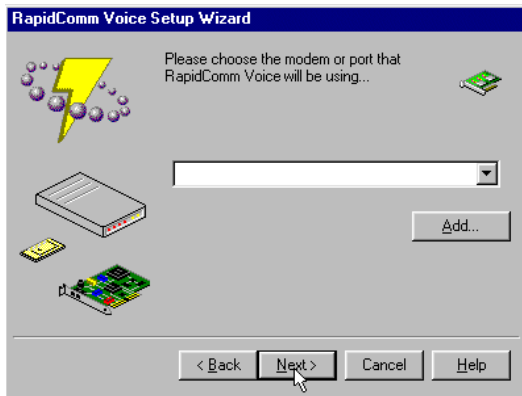 RapidComm Voice Setup Wizard
Please choose the modem or port that
RapidComm Voice will be using...
Add...
< Back
Next >
Cancel
Help